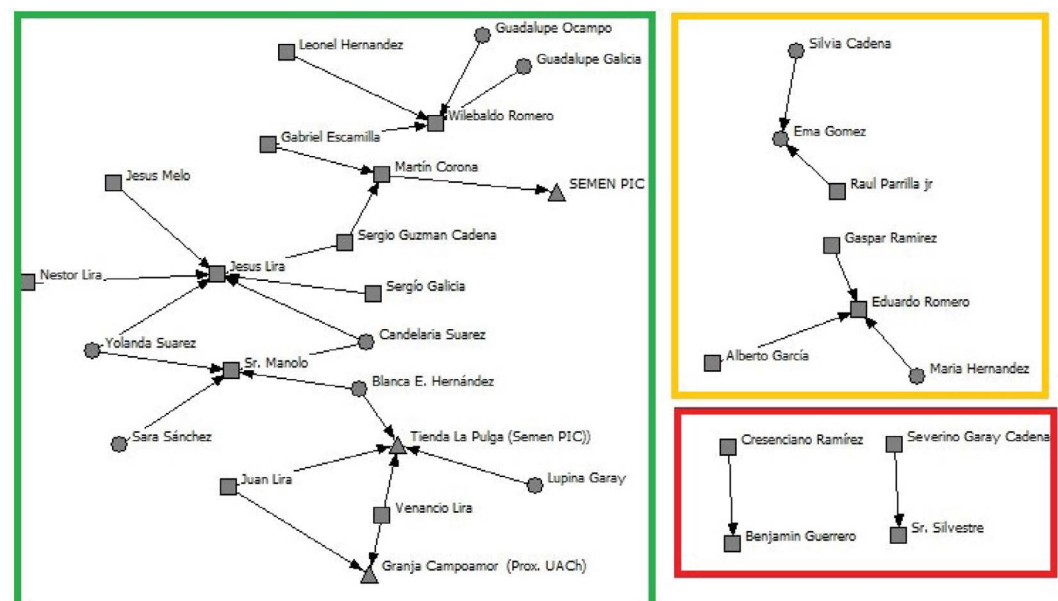 Guadalupe Ocampo
Leonel Hernandez
Guadalupe Galicia
Wilebaldo Romero
Gabriel Escamilla
Martín Corona
SEMEN PIC
Jesus Melo
Sergio Guzman Cadena
Jesus Lira
Nestor Lira
Sergío Galicia
Candelaria Suarez
Yolanda Suarez
Sr. Manolo
Blanca E. Hernández
Sara Sánchez
Tienda La Pulga (Semen PIC))
Juan Lira
Lupina Garay
Venancio Lira
Granja Campoamor (Prox. UACh)
Silvia Cadena
Ema Gomez
Raul Parrilla jr
Gaspar Ramirez
Eduardo Romero
Alberto García
Maria Hernandez
Cresenciano Ramírez
Severino Garay Cadena
Benjamin Guerrero
Sr. Silvestre